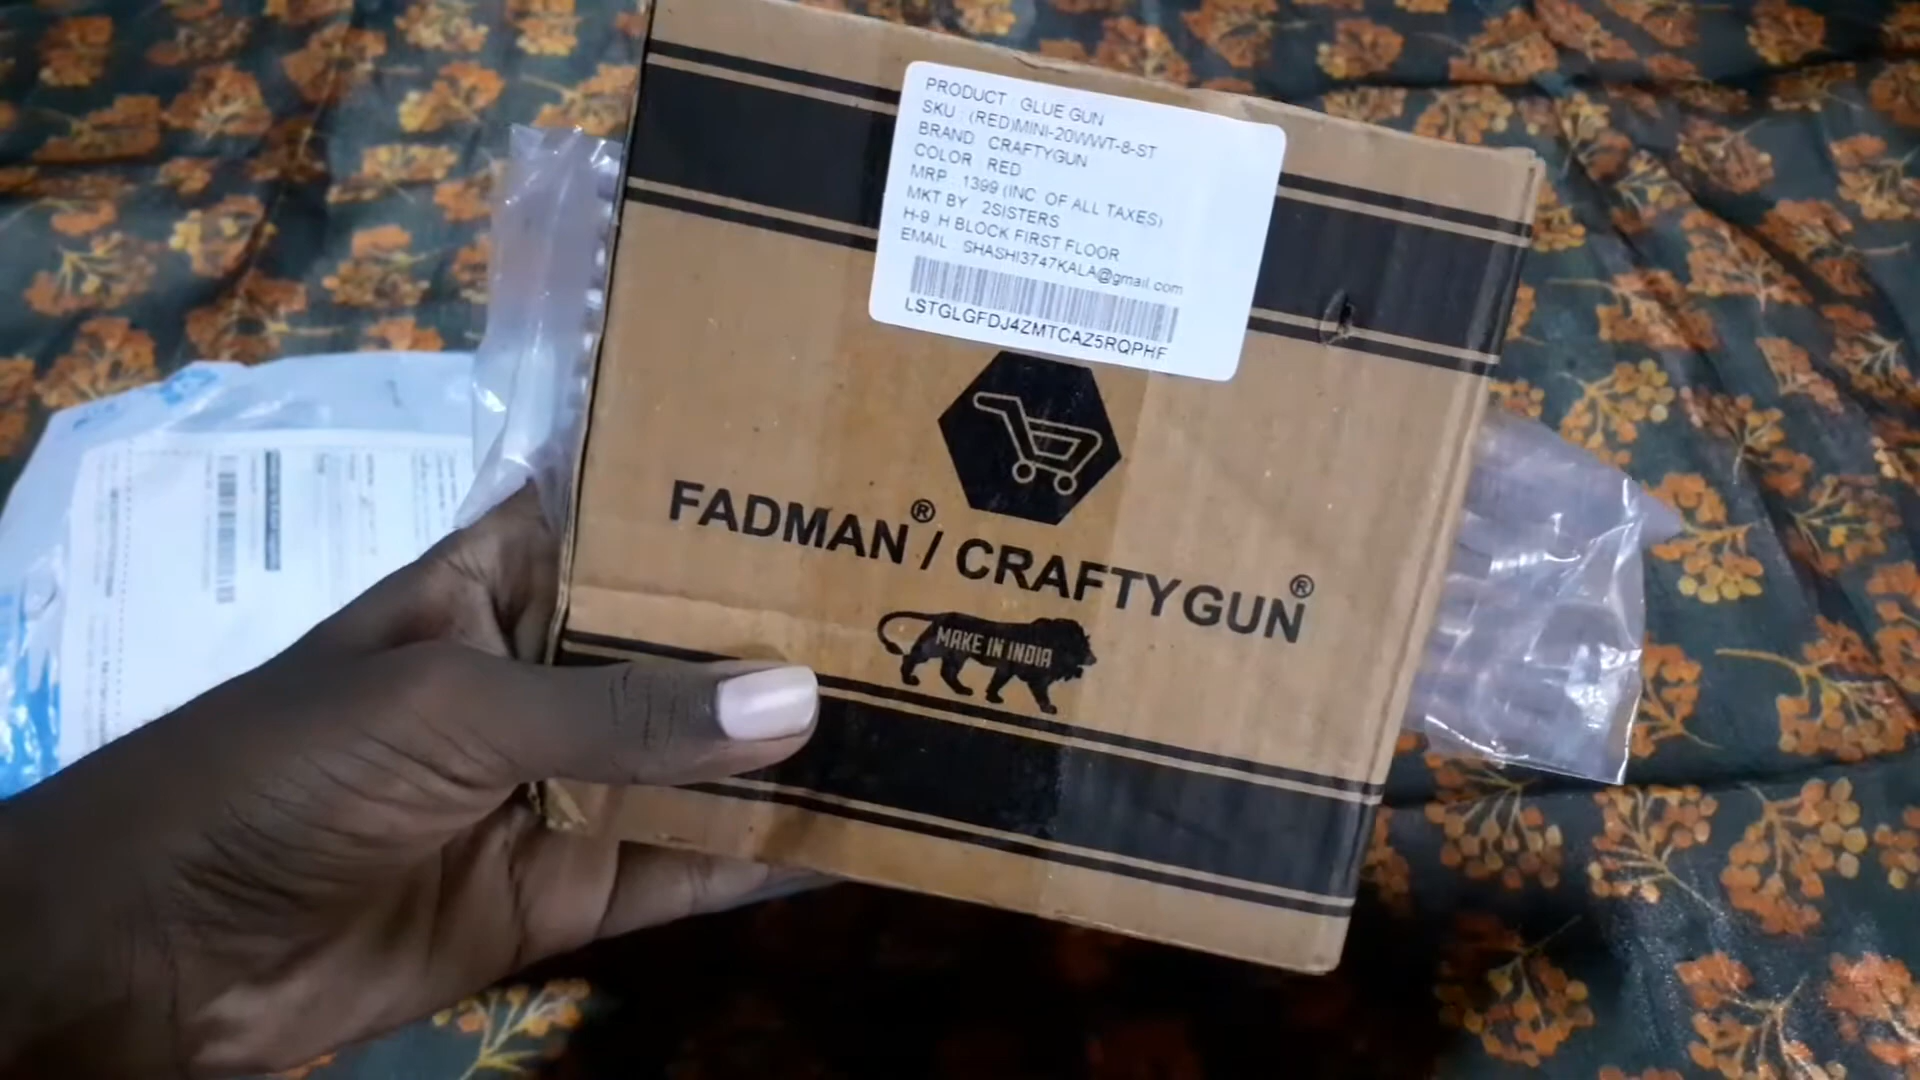 PRODUCT : GLUE GUN
SKU : (RED)MINI-20WWT-8-ST
BRAND : CRAFTYGUN
COLOR : RED
MRP : 1399 (INC. OF ALL TAXES)
MKT BY : 2SISTERS
H-9 H BLOCK FIRST FLOOR
EMAIL : SHASHI3747KALA@gmail.com
LSTGLGFDJ4ZMTCAZ5RQPHF
FADMAN® / CRAFTYGUN®
MAKE IN INDIA